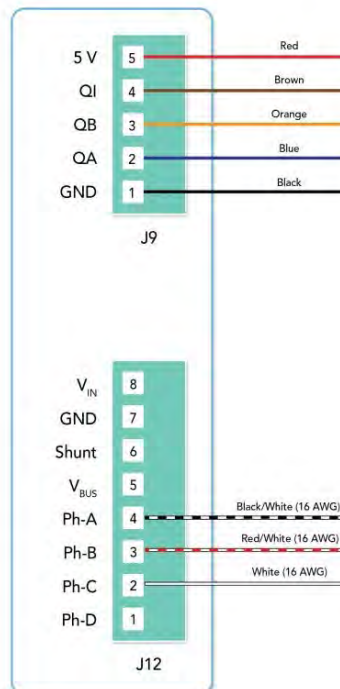 5 V 5 Red
QI 4 Brown
QB 3 Orange
QA 2 Blue
GND 1 Black
J9
V_IN 8
GND 7
Shunt 6
V_BUS 5
Ph-A 4 Black/White (16 AWG)
Ph-B 3 Red/White (16 AWG)
Ph-C 2 White (16 AWG)
Ph-D 1
J12